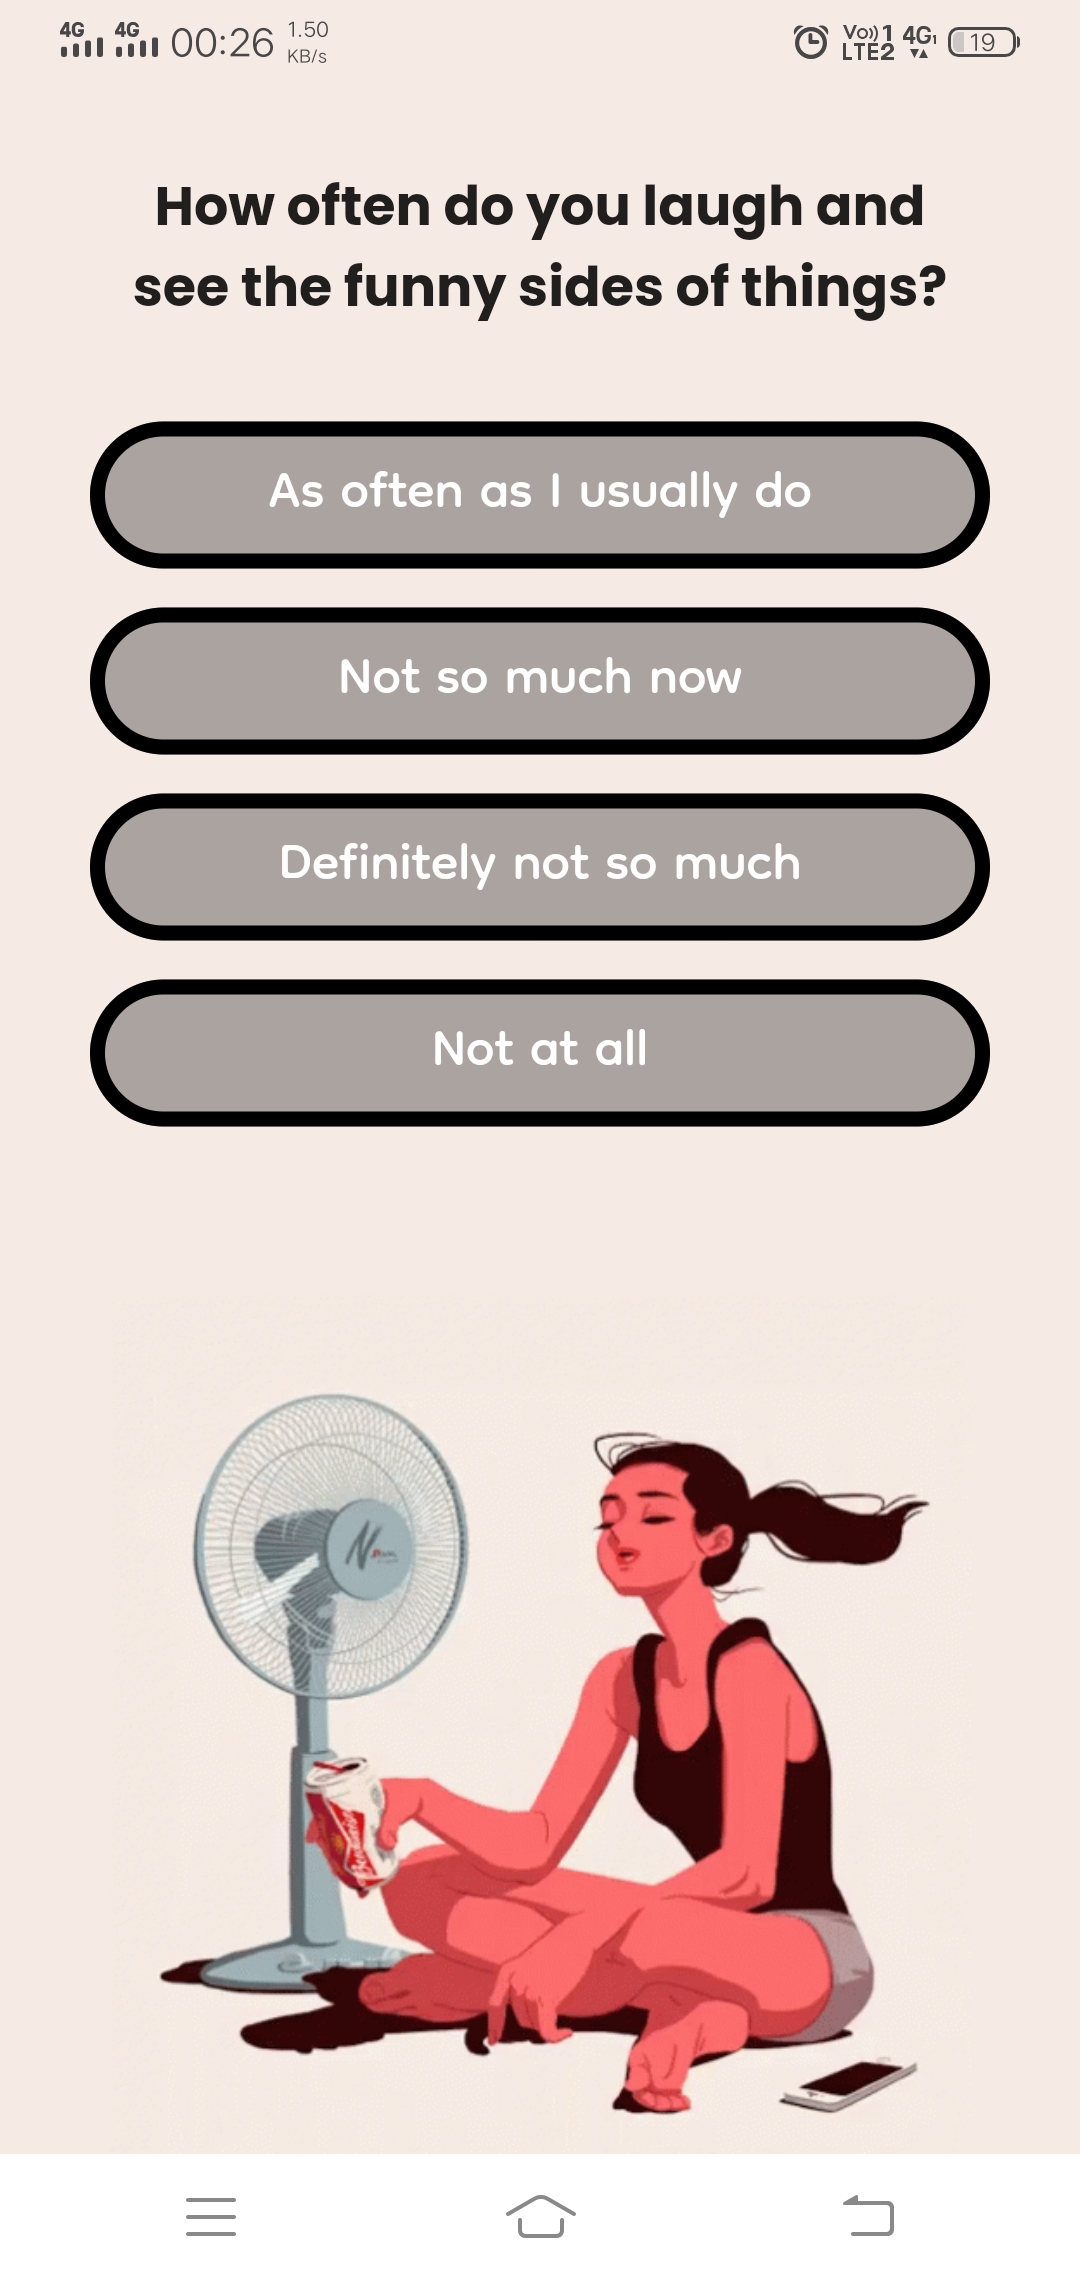 4G 4G 00:26 1.50 KB/s Vo)) 1 LTE2 4G1 19
How often do you laugh and
see the funny sides of things?
As often as I usually do
Not so much now
Definitely not so much
Not at all
N
Budweiser